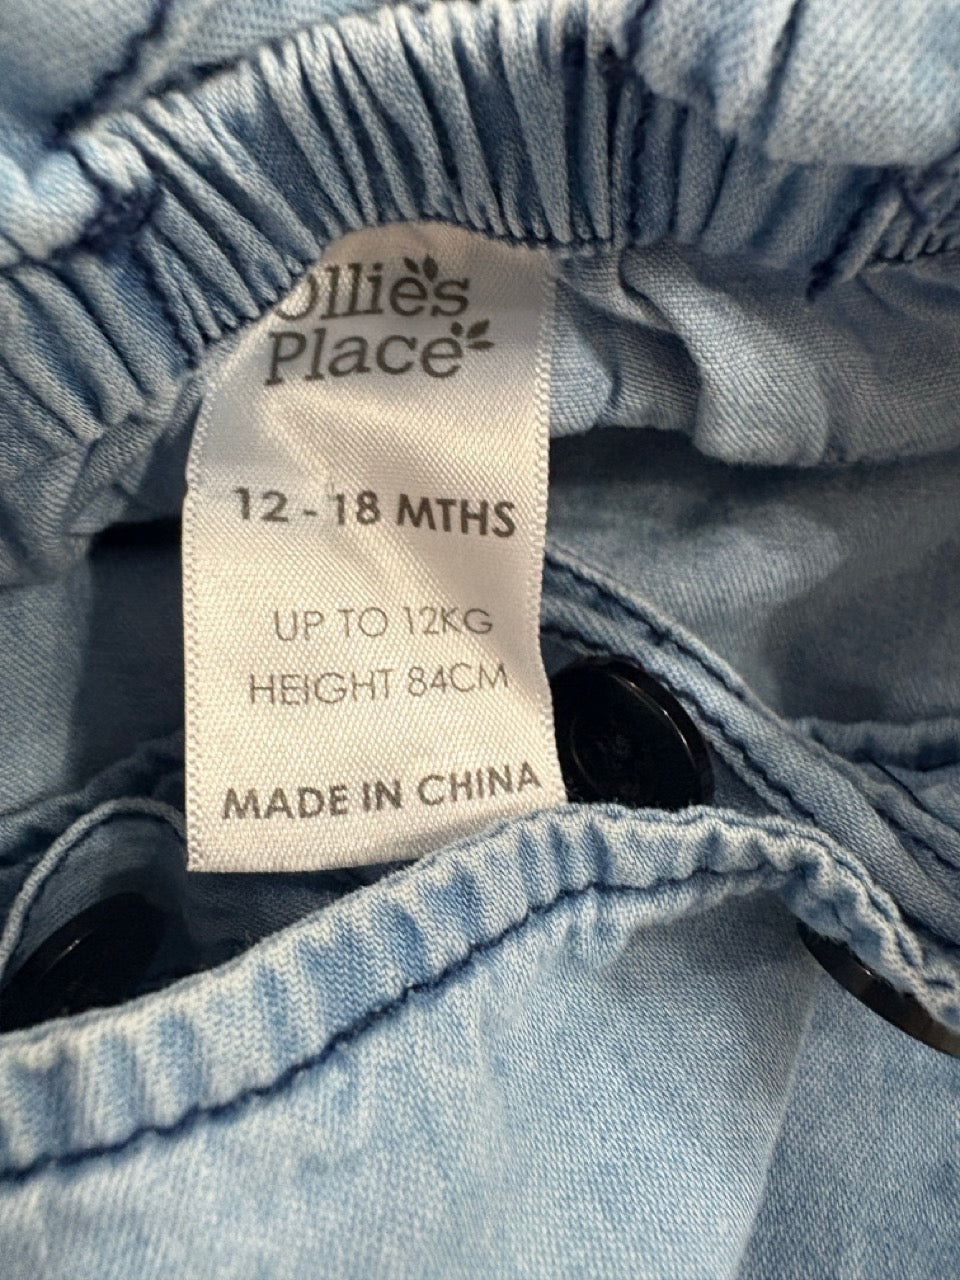 Ollie's
Place
12 - 18 MTHS
UP TO 12KG
HEIGHT 84CM
MADE IN CHINA